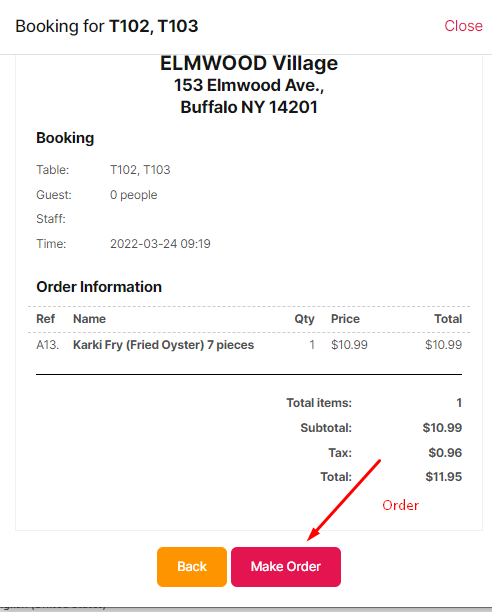 Booking for T102, T103 Close
ELMWOOD Village
153 Elmwood Ave.,
Buffalo NY 14201
Booking
Table: T102, T103
Guest: 0 people
Staff:
Time: 2022-03-24 09:19
Order Information
Ref Name Qty Price Total
A13. Karki Fry (Fried Oyster) 7 pieces 1 $10.99 $10.99
Total items: 1
Subtotal: $10.99
Tax: $0.96
Total: $11.95
Order
Back Make Order